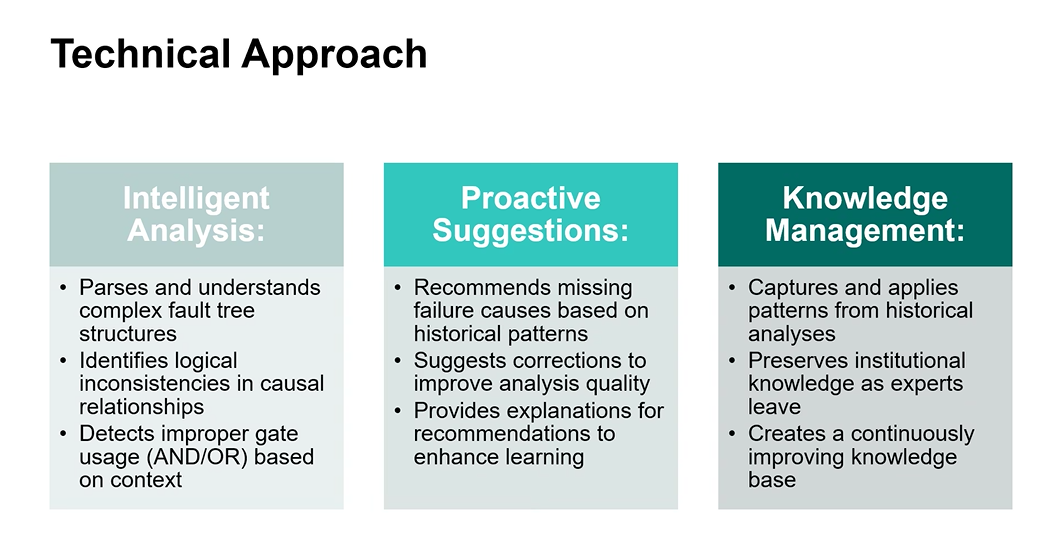 Technical Approach
Intelligent
Analysis:
• Parses and understands
complex fault tree
structures
• Identifies logical
inconsistencies in causal
relationships
• Detects improper gate
usage (AND/OR) based
on context
Proactive
Suggestions:
• Recommends missing
failure causes based on
historical patterns
• Suggests corrections to
improve analysis quality
• Provides explanations for
recommendations to
enhance learning
Knowledge
Management:
• Captures and applies
patterns from historical
analyses
• Preserves institutional
knowledge as experts
leave
• Creates a continuously
improving knowledge
base